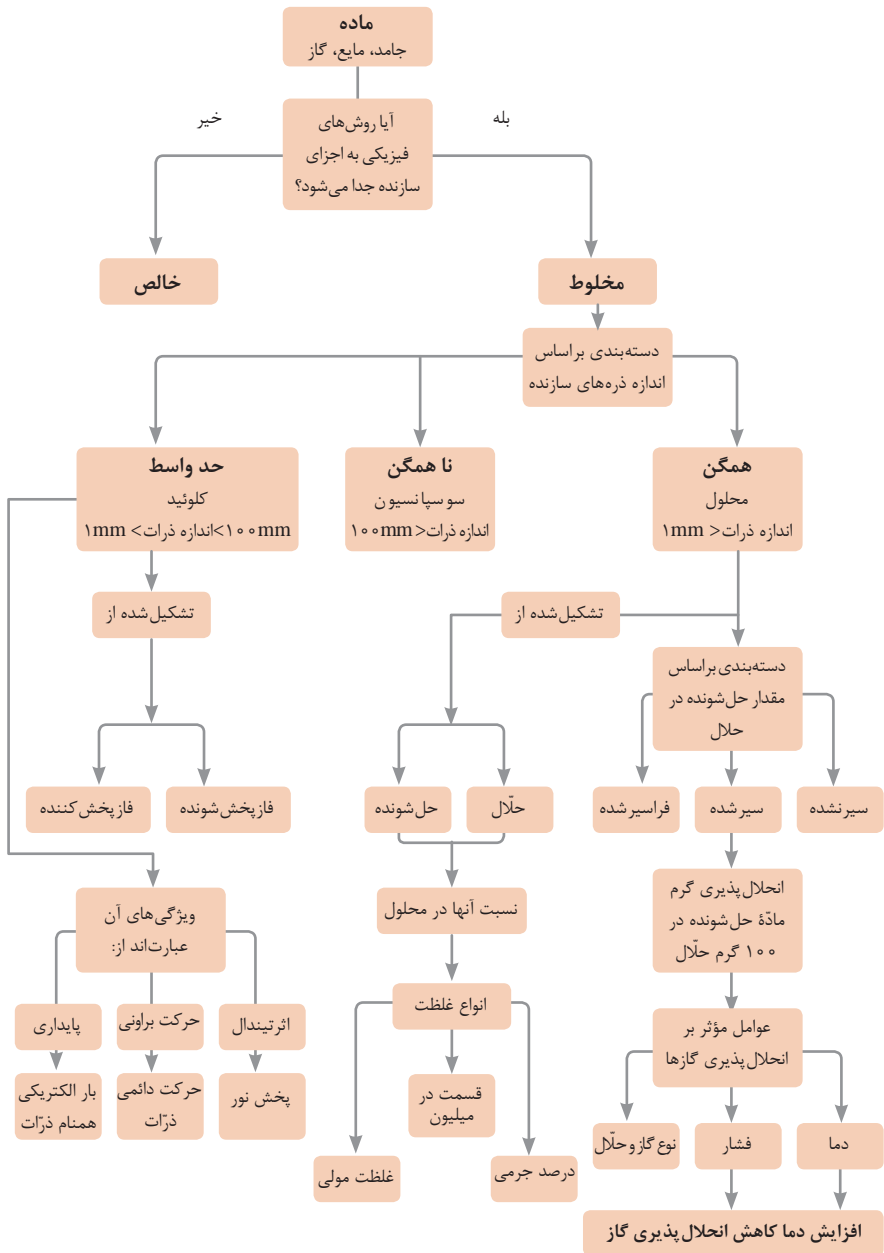 ماده
جامد، مایع، گاز
بله
خیر
آیا روش‌های
فیزیکی به اجزای
سازنده جدا می‌شود؟
مخلوط
خالص
دسته‌بندی براساس
اندازه ذره‌های سازنده
همگن
محلول
اندازه ذرات> ۱mm
نا همگن
سوسپانسیون
اندازه ذرات<۱۰۰mm
حد واسط
کلوئید
۱۰۰mm<اندازه ذرات< ۱mm
تشکیل‌شده از
دسته‌بندی براساس
مقدار حل‌شونده در
حلال
سیرنشده
سیرشده
فراسیرشده
انحلال‌پذیری گرم
مادّۀ حل‌شونده در
۱۰۰ گرم حلّال
عوامل مؤثر بر
انحلال‌پذیری گازها
دما
فشار
نوع گاز و حلّال
افزایش دما کاهش انحلال‌پذیری گاز
حلّال
حل‌شونده
نسبت آنها در محلول
انواع غلظت
درصد جرمی
قسمت در
میلیون
غلظت مولی
تشکیل‌شده از
فازپخش‌شونده
فازپخش‌کننده
ویژگی‌های آن
عبارت‌اند از:
اثرتیندال
حرکت براونی
پایداری
پخش نور
حرکت دائمی
ذرّات
بار الکتریکی
همنام ذرّات